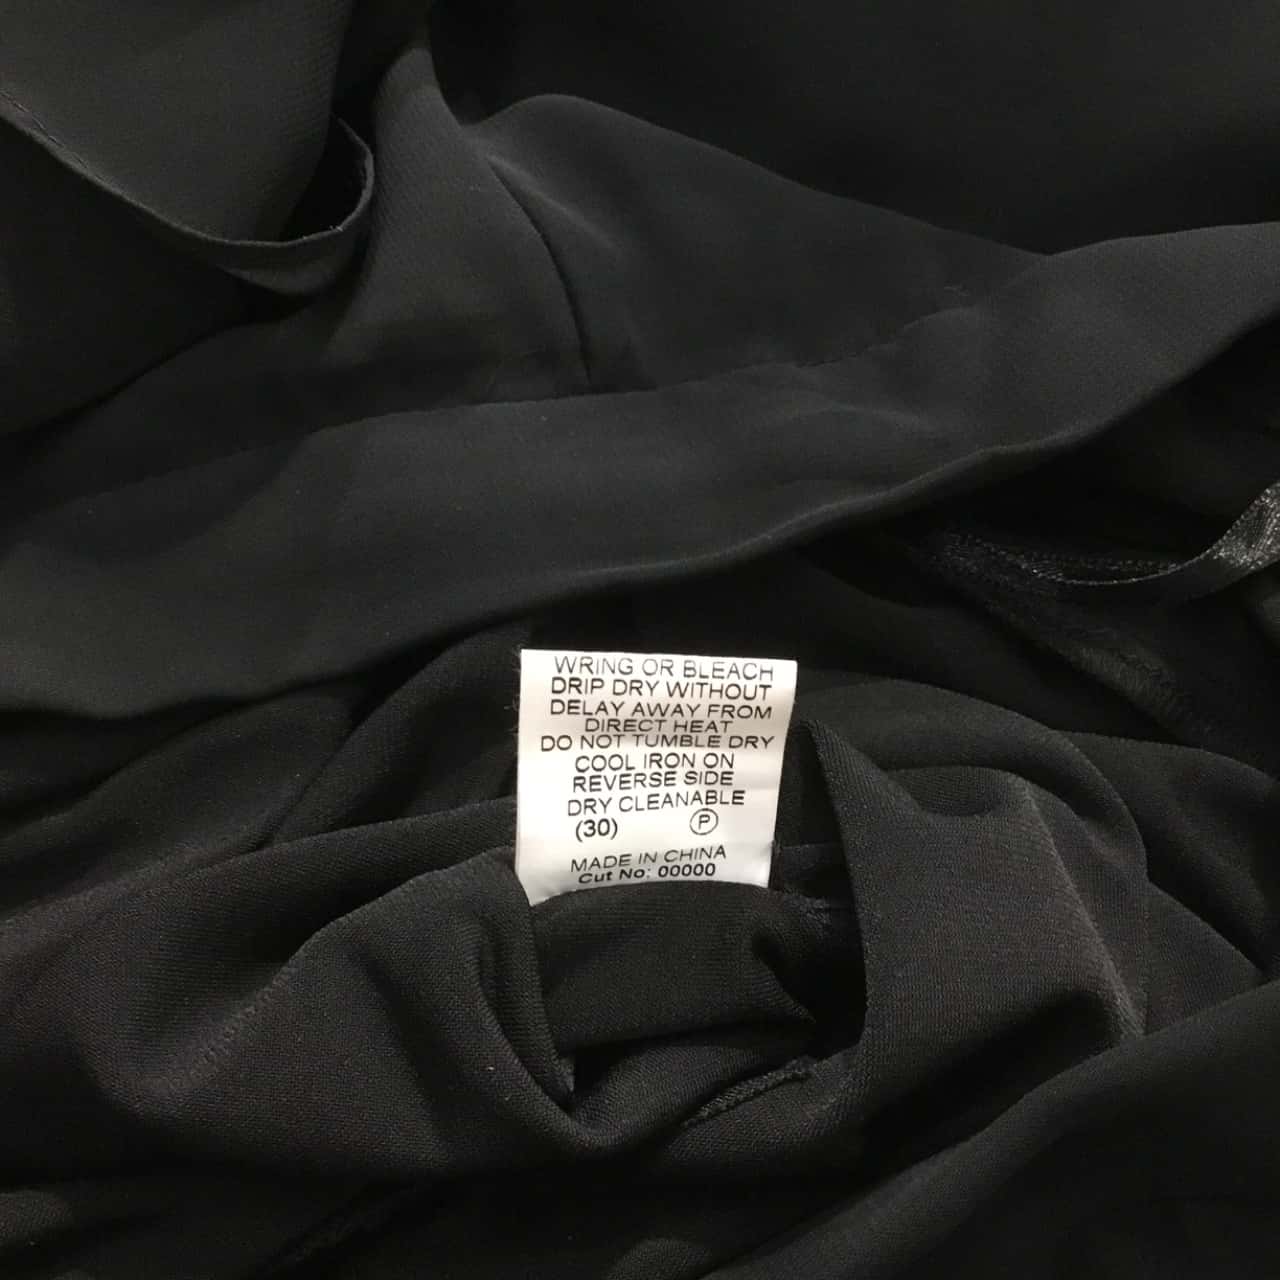 WRING OR BLEACH
DRIP DRY WITHOUT
DELAY AWAY FROM
DIRECT HEAT
DO NOT TUMBLE DRY
COOL IRON ON
REVERSE SIDE
DRY CLEANABLE
(30) P
MADE IN CHINA
Cut No: 00000